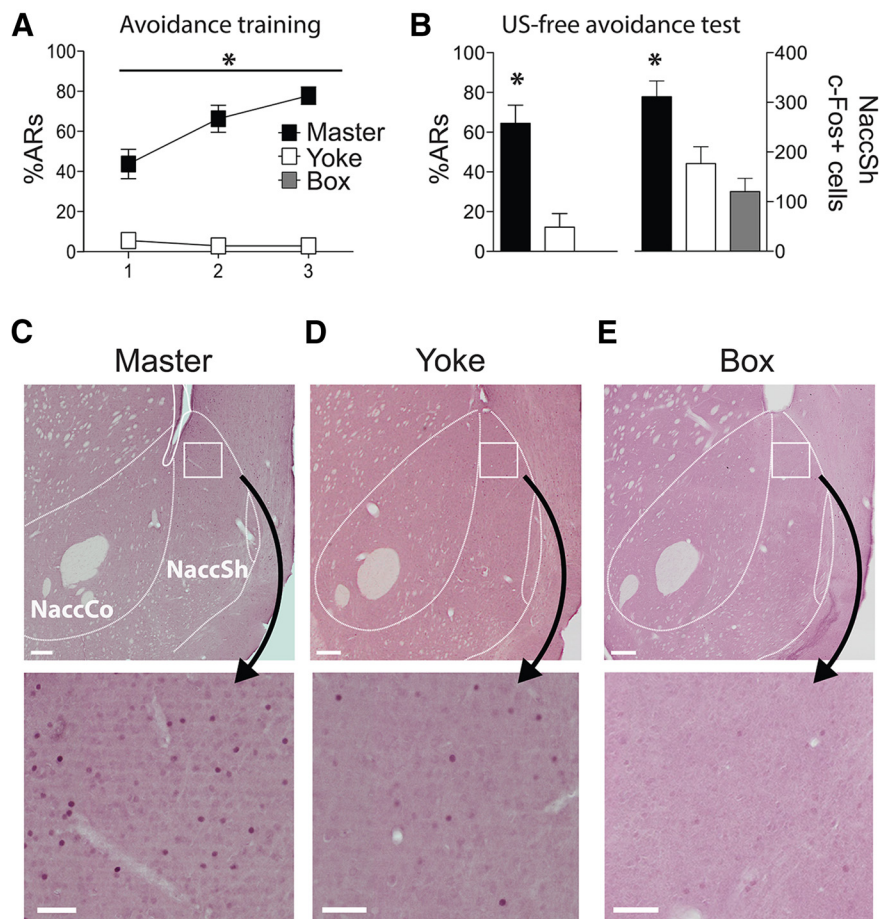 A
Avoidance training
100
80
60
40
20
0
%ARs
*
Master
Yoke
Box
1 2 3
B
US-free avoidance test
100
80
60
40
20
0
%ARs
*
*
400
300
200
100
0
NaccSh
c-Fos+ cells
C
Master
D
Yoke
E
Box
NaccSh
NaccCo